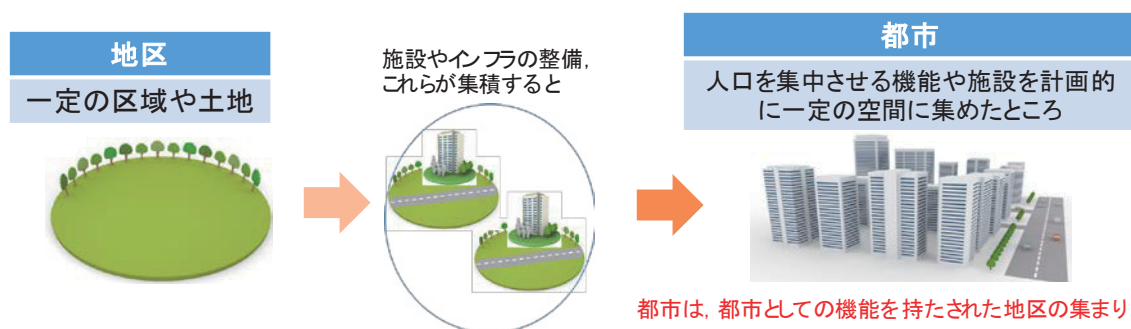 地区
一定の区域や土地
施設やインフラの整備,
これらが集積すると
都市
人口を集中させる機能や施設を計画的
に一定の空間に集めたところ
都市は, 都市としての機能を持たされた地区の集まり